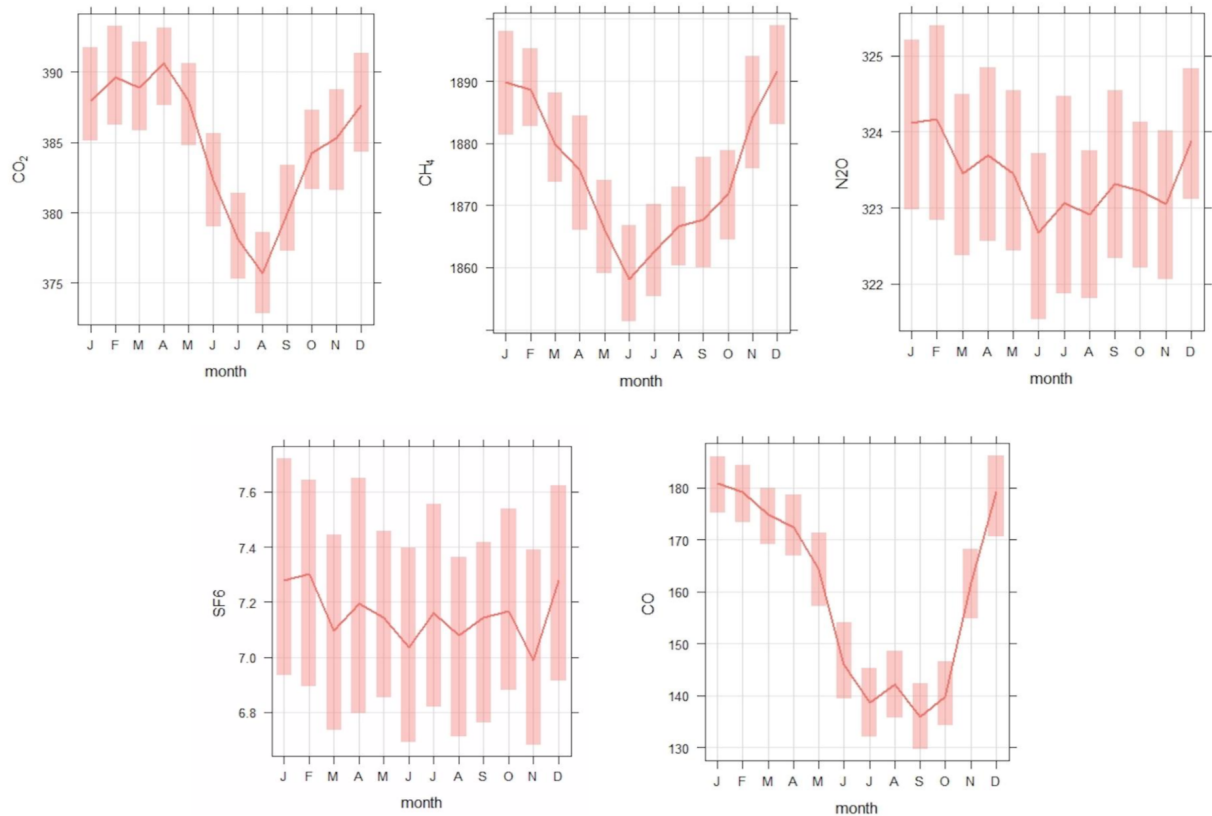 CO₂
390
385
380
375
J F M A M J J A S O N D
month
CH₄
1890
1880
1870
1860
J F M A M J J A S O N D
month
N2O
325
324
323
322
J F M A M J J A S O N D
month
SF6
7.6
7.4
7.2
7.0
6.8
J F M A M J J A S O N D
month
CO
180
170
160
150
140
130
J F M A M J J A S O N D
month